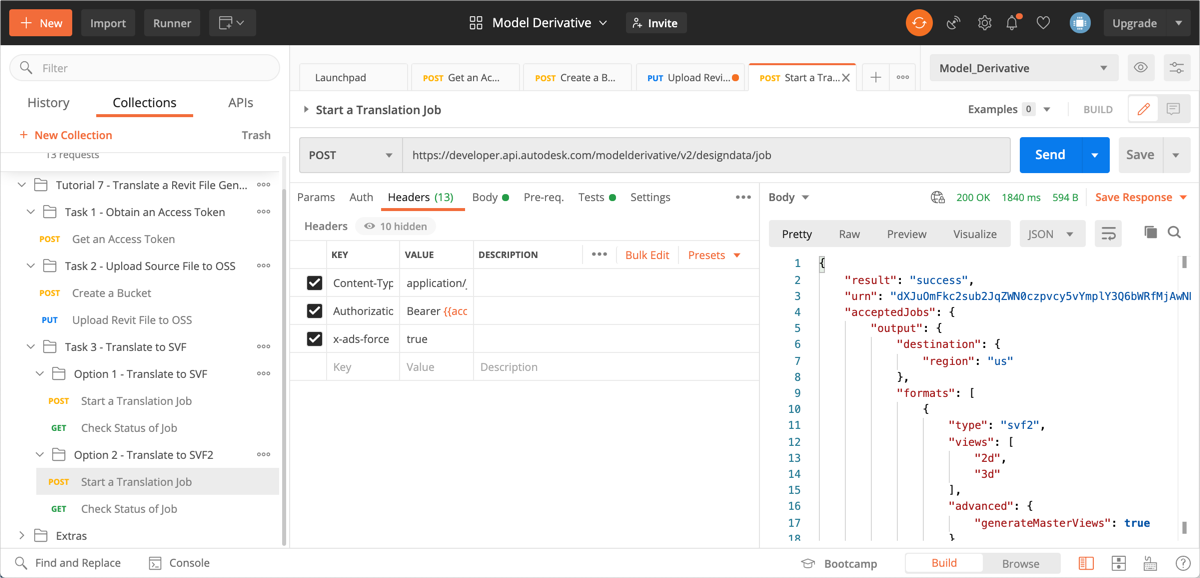 New
Import
Runner
Model Derivative
Invite
Upgrade
Filter
History
Collections
APIs
New Collection
Trash
13 requests
Tutorial 7 - Translate a Revit File Gen...
Task 1 - Obtain an Access Token
POST Get an Access Token
Task 2 - Upload Source File to OSS
POST Create a Bucket
PUT Upload Revit File to OSS
Task 3 - Translate to SVF
Option 1 - Translate to SVF
POST Start a Translation Job
GET Check Status of Job
Option 2 - Translate to SVF2
POST Start a Translation Job
GET Check Status of Job
Extras
Launchpad
POST Get an Ac...
POST Create a B...
PUT Upload Revi...
POST Start a Tra...
Model_Derivative
Start a Translation Job
Examples 0
BUILD
POST
https://developer.api.autodesk.com/modelderivative/v2/designdata/job
Send
Save
Params
Auth
Headers (13)
Body
Pre-req.
Tests
Settings
Headers
10 hidden
KEY VALUE DESCRIPTION
Bulk Edit
Presets
Content-Typ application/
Authorizatic Bearer {{acc
x-ads-force true
Key Value Description
Body
200 OK 1840 ms 594 B
Save Response
Pretty
Raw
Preview
Visualize
JSON
1 {
2 "result": "success",
3 "urn": "dXJuOmFkc2sub2JqZWN0czpvcy5vYmplY3Q6bWRfMjAwN
4 "acceptedJobs": {
5 "output": {
6 "destination": {
7 "region": "us"
8 },
9 "formats": [
10 {
11 "type": "svf2",
12 "views": [
13 "2d",
14 "3d"
15 ],
16 "advanced": {
17 "generateMasterViews": true
18 }
Find and Replace
Console
Bootcamp
Build
Browse